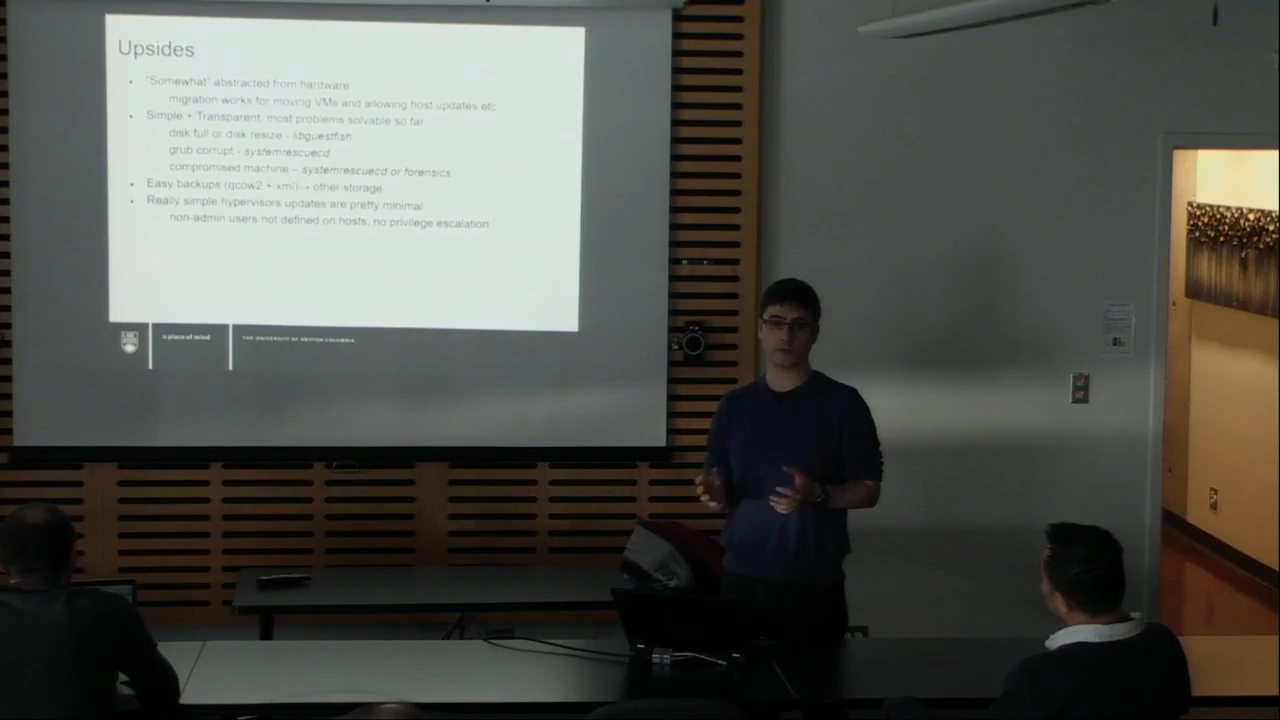 Upsides
"Somewhat" abstracted from hardware
migration works for moving VMs and allowing host updates etc
Simple + Transparent, most problems solvable so far
disk full or disk resize - libguestfish
grub corrupt - systemrescuecd
compromised machine – systemrescuecd or forensics
Easy backups (qcow2 + xml)→ other storage
Really simple hypervisors updates are pretty minimal
non-admin users not defined on hosts, no privilege escalation
a place of mind
THE UNIVERSITY OF BRITISH COLUMBIA